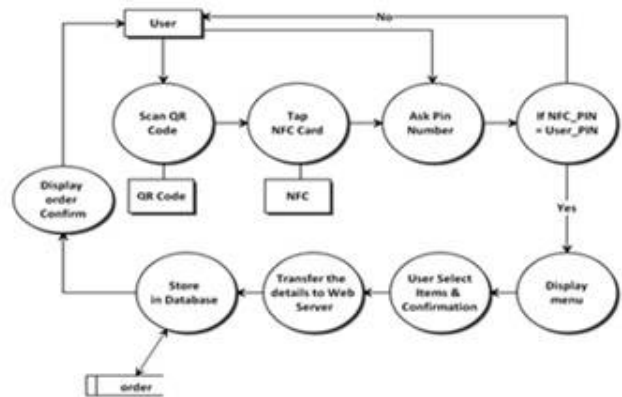 User
No
Scan QR
Code
Tap
NFC Card
Ask Pin
Number
If NFC_PIN
= User_PIN
QR Code
NFC
Display
order
Confirm
Yes
Store
in Database
Transfer the
details to Web
Server
User Select
Items &
Confirmation
Display
menu
order